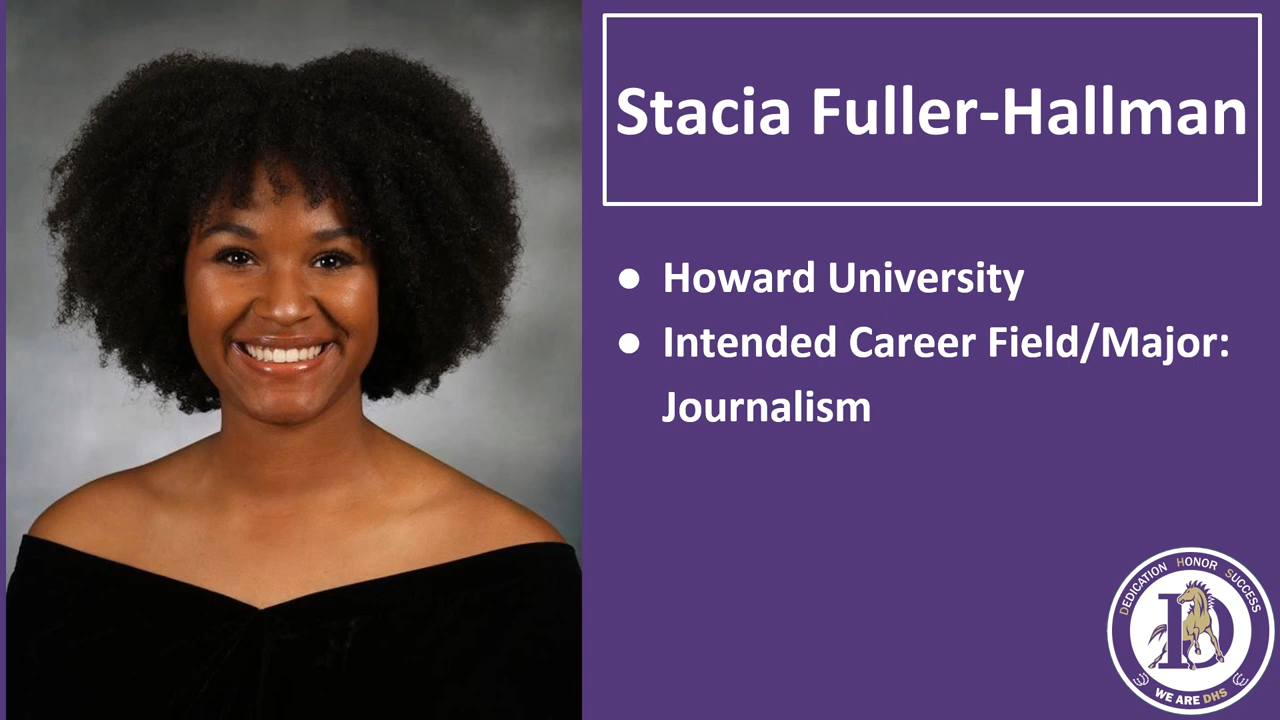 Stacia Fuller-Hallman
● Howard University
● Intended Career Field/Major:
Journalism
DEDICATION HONOR SUCCESS
D
WE ARE DHS